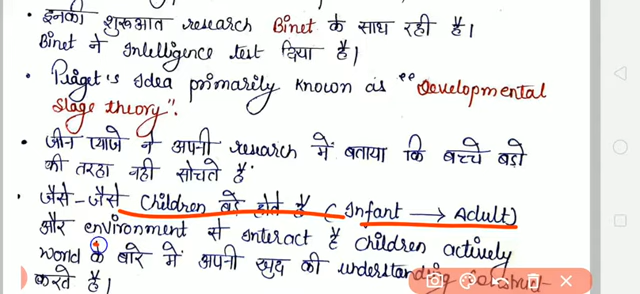 इनकी शुरूआत research Binet के साथ रही है।
Binet ने Intelligence test दिया है।
• Piaget's Idea primarily known as "Developmental
stage theory".
• जीन प्याजे ने अपनी research में बताया कि बच्चे बड़ो
की तरहा नही सोचते है
• जैसे-जैसे children बड़े होते है (Infant → Adult)
और environment से interact है children actively
world के बारे में अपनी खुद की understanding
करते है।